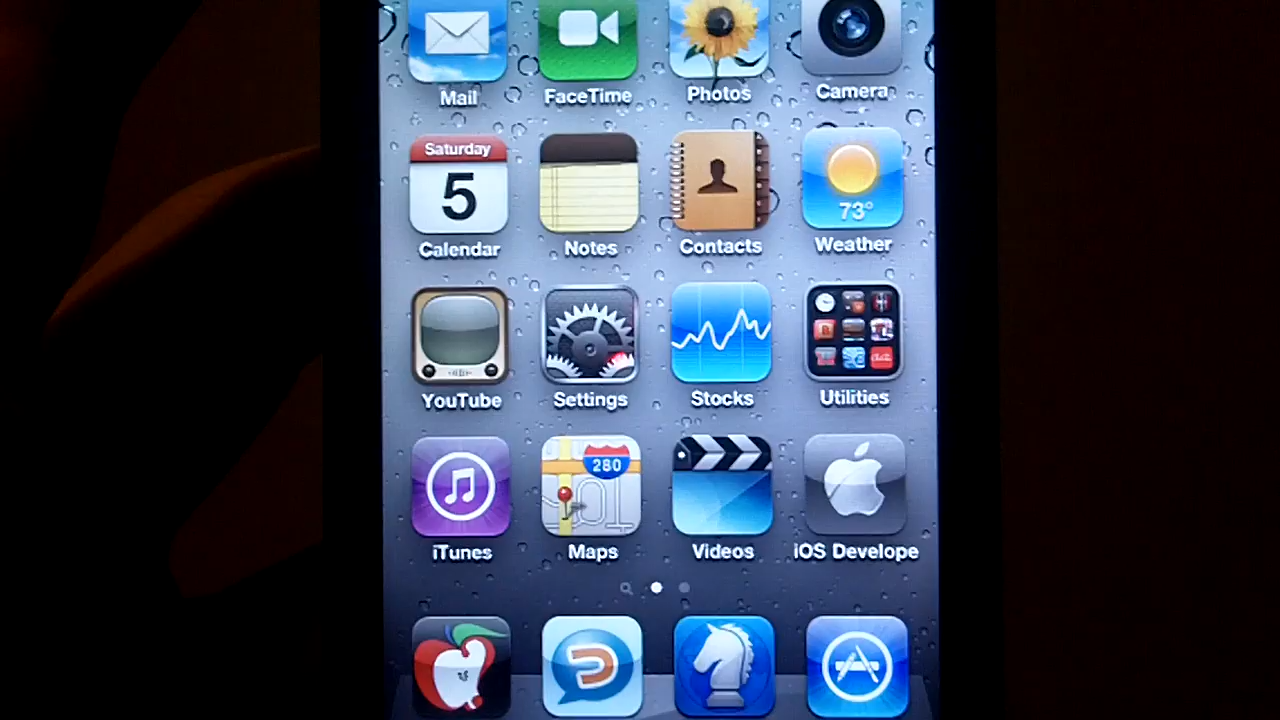 Mail FaceTime Photos Camera
Saturday
5
73°
Calendar Notes Contacts Weather
YouTube Settings Stocks Utilities
280
iTunes Maps Videos iOS Develope